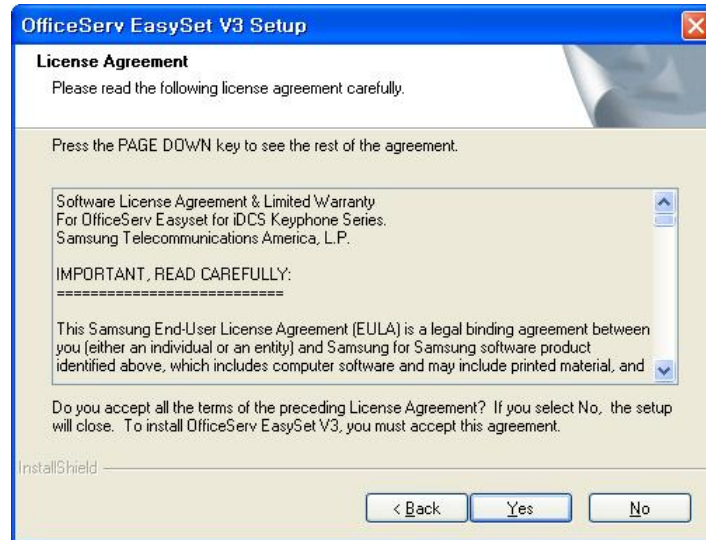 OfficeServ EasySet V3 Setup
License Agreement
Please read the following license agreement carefully.
Press the PAGE DOWN key to see the rest of the agreement.
Software License Agreement & Limited Warranty
For OfficeServ Easyset for iDCS Keyphone Series.
Samsung Telecommunications America, L.P.
IMPORTANT, READ CAREFULLY:
===========================
This Samsung End-User License Agreement (EULA) is a legal binding agreement between
you (either an individual or an entity) and Samsung for Samsung software product
identified above, which includes computer software and may include printed material, and
Do you accept all the terms of the preceding License Agreement? If you select No, the setup
will close. To install OfficeServ EasySet V3, you must accept this agreement.
InstallShield
< Back Yes No